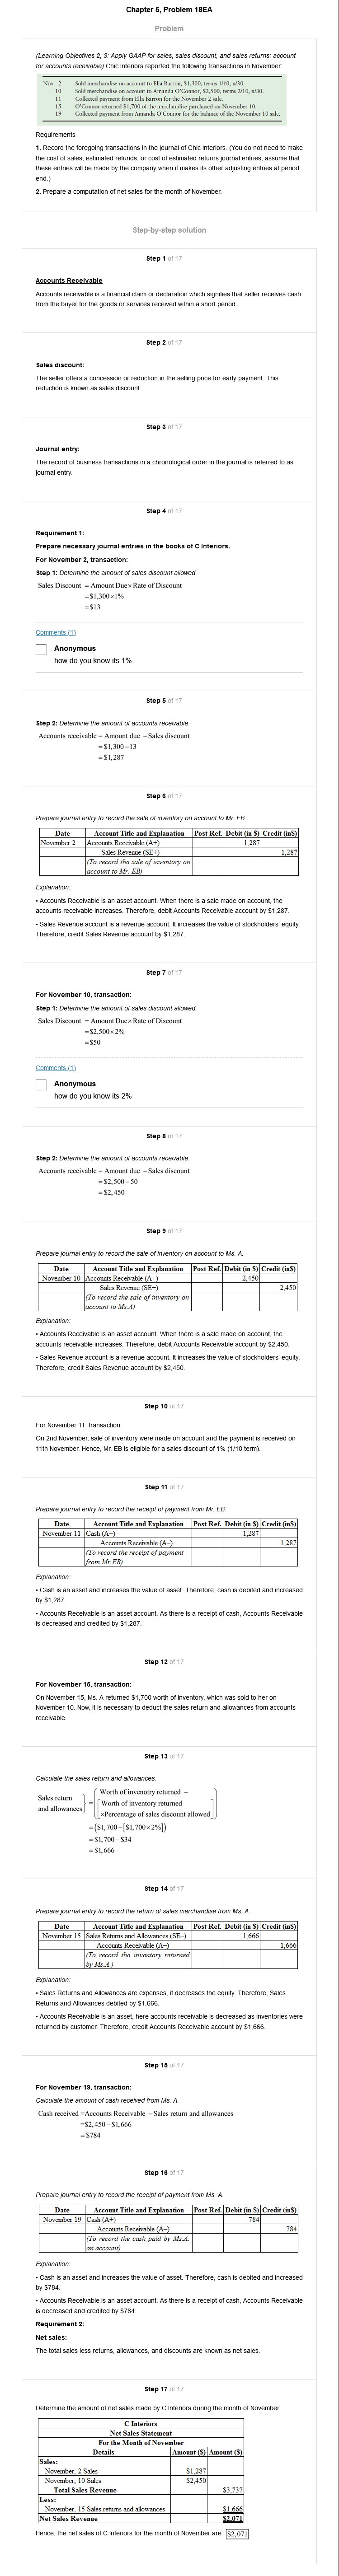 Chapter 5, Problem 18EA
Problem
(Learning Objectives 2, 3: Apply GAAP for sales, sales discount, and sales returns; account
for accounts receivable) Chic Interiors reported the following transactions in November:
Nov 2 Sold merchandise on account to Ella Barron, $1,300, terms 1/10, n/30.
10 Sold merchandise on account to Amanda O'Connor, $2,500, terms 2/10, n/30.
11 Collected payment from Ella Barron for the November 2 sale.
15 O'Connor returned $1,700 of the merchandise purchased on November 10.
19 Collected payment from Amanda O'Connor for the balance of the November 10 sale.
Requirements
1. Record the foregoing transactions in the journal of Chic Interiors. (You do not need to make
the cost of sales, estimated refunds, or cost of estimated returns journal entries; assume that
these entries will be made by the company when it makes its other adjusting entries at period
end.)
2. Prepare a computation of net sales for the month of November.
Step-by-step solution
Step 1 of 17
Accounts Receivable
Accounts receivable is a financial claim or declaration which signifies that seller receives cash
from the buyer for the goods or services received within a short period.
Step 2 of 17
Sales discount:
The seller offers a concession or reduction in the selling price for early payment. This
reduction is known as sales discount.
Step 3 of 17
Journal entry:
The record of business transactions in a chronological order in the journal is referred to as
journal entry.
Step 4 of 17
Requirement 1:
Prepare necessary journal entries in the books of C Interiors.
For November 2, transaction:
Step 1: Determine the amount of sales discount allowed.
Sales Discount = Amount Due× Rate of Discount
=$1,300×1%
=$13
Comments (1)
Anonymous
how do you know its 1%
Step 5 of 17
Step 2: Determine the amount of accounts receivable.
Accounts receivable = Amount due −Sales discount
=$1,300−13
=$1,287
Step 6 of 17
Prepare journal entry to record the sale of inventory on account to Mr. EB.
Date Account Title and Explanation Post Ref. Debit (in $) Credit (in$)
November 2 Accounts Receivable (A+) 1,287
Sales Revenue (SE+) 1,287
(To record the sale of inventory on
account to Mr. EB)
Explanation:
• Accounts Receivable is an asset account. When there is a sale made on account, the
accounts receivable increases. Therefore, debit Accounts Receivable account by $1,287.
• Sales Revenue account is a revenue account. It increases the value of stockholders' equity.
Therefore, credit Sales Revenue account by $1,287.
Step 7 of 17
For November 10, transaction:
Step 1: Determine the amount of sales discount allowed.
Sales Discount = Amount Due× Rate of Discount
=$2,500×2%
=$50
Comments (1)
Anonymous
how do you know its 2%
Step 8 of 17
Step 2: Determine the amount of accounts receivable.
Accounts receivable = Amount due −Sales discount
=$2,500−50
=$2,450
Step 9 of 17
Prepare journal entry to record the sale of inventory on account to Ms. A.
Date Account Title and Explanation Post Ref. Debit (in $) Credit (in$)
November 10 Accounts Receivable (A+) 2,450
Sales Revenue (SE+) 2,450
(To record the sale of inventory on
account to Ms.A)
Explanation:
• Accounts Receivable is an asset account. When there is a sale made on account, the
accounts receivable increases. Therefore, debit Accounts Receivable account by $2,450.
• Sales Revenue account is a revenue account. It increases the value of stockholders' equity.
Therefore, credit Sales Revenue account by $2,450.
Step 10 of 17
For November 11, transaction:
On 2nd November, sale of inventory were made on account and the payment is received on
11th November. Hence, Mr. EB is eligible for a sales discount of 1% (1/10 term).
Step 11 of 17
Prepare journal entry to record the receipt of payment from Mr. EB.
Date Account Title and Explanation Post Ref. Debit (in $) Credit (in$)
November 11 Cash (A+) 1,287
Accounts Receivable (A–) 1,287
(To record the receipt of payment
from Mr.EB)
Explanation:
• Cash is an asset and increases the value of asset. Therefore, cash is debited and increased
by $1,287.
• Accounts Receivable is an asset account. As there is a receipt of cash, Accounts Receivable
is decreased and credited by $1,287.
Step 12 of 17
For November 15, transaction:
On November 15, Ms. A returned $1,700 worth of inventory, which was sold to her on
November 10. Now, it is necessary to deduct the sales return and allowances from accounts
receivable.
Step 13 of 17
Calculate the sales return and allowances.
Sales return and allowances} = (Worth of invenotry returned −
[Worth of inventory returned
×Percentage of sales discount allowed])
=($1,700−[$1,700×2%])
=$1,700−$34
=$1,666
Step 14 of 17
Prepare journal entry to record the return of sales merchandise from Ms. A.
Date Account Title and Explanation Post Ref. Debit (in $) Credit (in$)
November 15 Sales Returns and Allowances (SE–) 1,666
Accounts Receivable (A–) 1,666
(To record the inventory returned
by Ms.A.)
Explanation:
• Sales Returns and Allowances are expenses, it decreases the equity. Therefore, Sales
Returns and Allowances debited by $1,666.
• Accounts Receivable is an asset, here accounts receivable is decreased as inventories were
returned by customer. Therefore, credit Accounts Receivable account by $1,666.
Step 15 of 17
For November 19, transaction:
Calculate the amount of cash received from Ms. A.
Cash received =Accounts Receivable −Sales return and allowances
=$2,450−$1,666
=$784
Step 16 of 17
Prepare journal entry to record the receipt of payment from Ms. A.
Date Account Title and Explanation Post Ref. Debit (in $) Credit (in$)
November 19 Cash (A+) 784
Accounts Receivable (A–) 784
(To record the cash paid by Ms.A.
on account)
Explanation:
• Cash is an asset and increases the value of asset. Therefore, cash is debited and increased
by $784.
• Accounts Receivable is an asset account. As there is a receipt of cash, Accounts Receivable
is decreased and credited by $784.
Requirement 2:
Net sales:
The total sales less returns, allowances, and discounts are known as net sales.
Step 17 of 17
Determine the amount of net sales made by C Interiors during the month of November.
C Interiors
Net Sales Statement
For the Month of November
Details Amount ($) Amount ($)
Sales:
November, 2 Sales $1,287
November, 10 Sales $2,450
Total Sales Revenue $3,737
Less:
November, 15 Sales returns and allowances $1,666
Net Sales Revenue $2,071
Hence, the net sales of C Interiors for the month of November are $2,071.